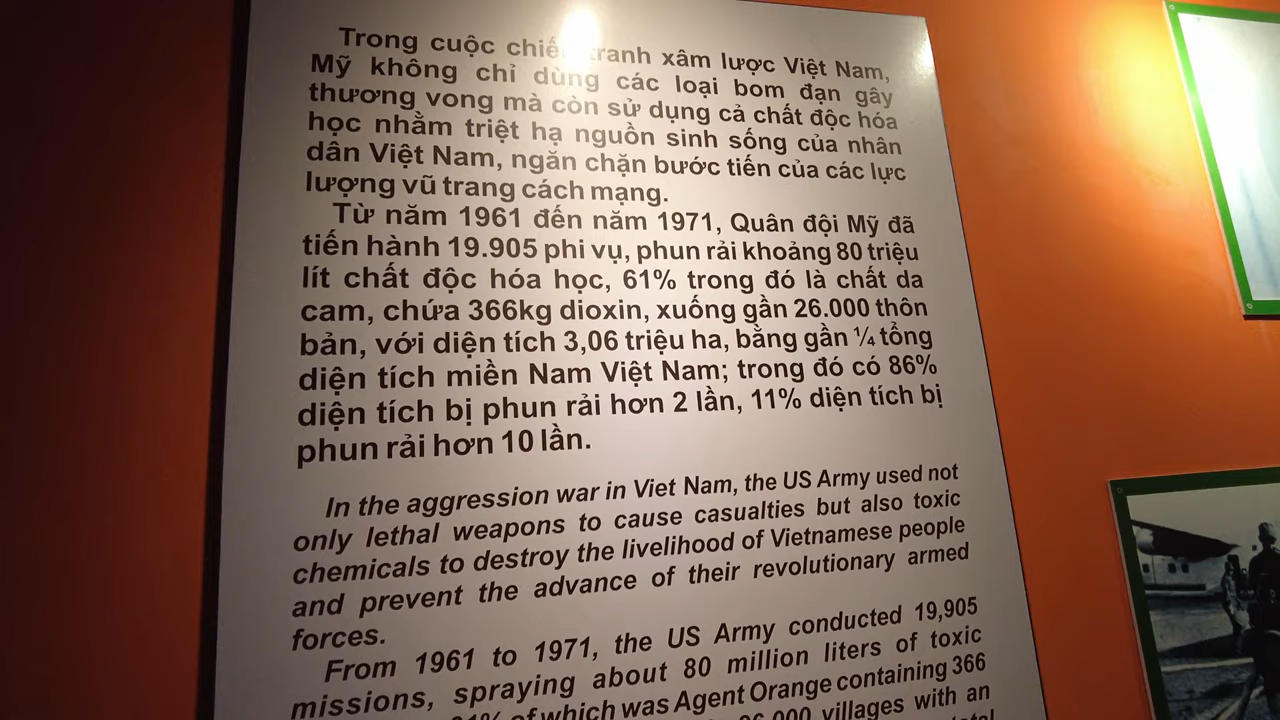 Trong cuộc chiến tranh xâm lược Việt Nam,
Mỹ không chỉ dùng các loại bom đạn gây
thương vong mà còn sử dụng cả chất độc hóa
học nhằm triệt hạ nguồn sinh sống của nhân
dân Việt Nam, ngăn chặn bước tiến của các lực
lượng vũ trang cách mạng.
Từ năm 1961 đến năm 1971, Quân đội Mỹ đã
tiến hành 19.905 phi vụ, phun rải khoảng 80 triệu
lít chất độc hóa học, 61% trong đó là chất da
cam, chứa 366kg dioxin, xuống gần 26.000 thôn
bản, với diện tích 3,06 triệu ha, bằng gần ¼ tổng
diện tích miền Nam Việt Nam; trong đó có 86%
diện tích bị phun rải hơn 2 lần, 11% diện tích bị
phun rải hơn 10 lần.
In the aggression war in Viet Nam, the US Army used not
only lethal weapons to cause casualties but also toxic
chemicals to destroy the livelihood of Vietnamese people
and prevent the advance of their revolutionary armed
forces.
From 1961 to 1971, the US Army conducted 19,905
missions, spraying about 80 million liters of toxic
of which was Agent Orange containing 366
villages with an